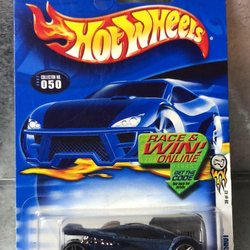 Hot Wheels
COLLECTOR NO.
050
RACE &
WIN!
ONLINE
GET THE
CODE